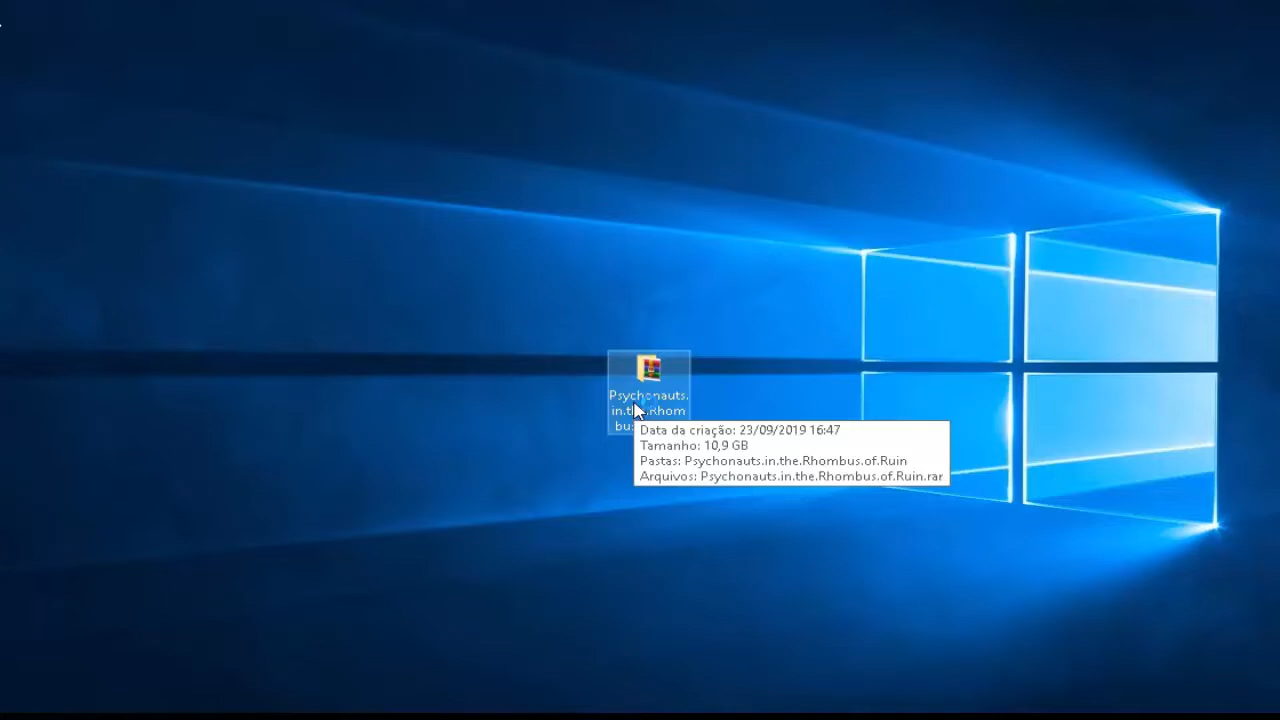 Psychonauts.
in.the.Rhom
bu
Data da criação: 23/09/2019 16:47
Tamanho: 10,9 GB
Pastas: Psychonauts.in.the.Rhombus.of.Ruin
Arquivos: Psychonauts.in.the.Rhombus.of.Ruin.rar